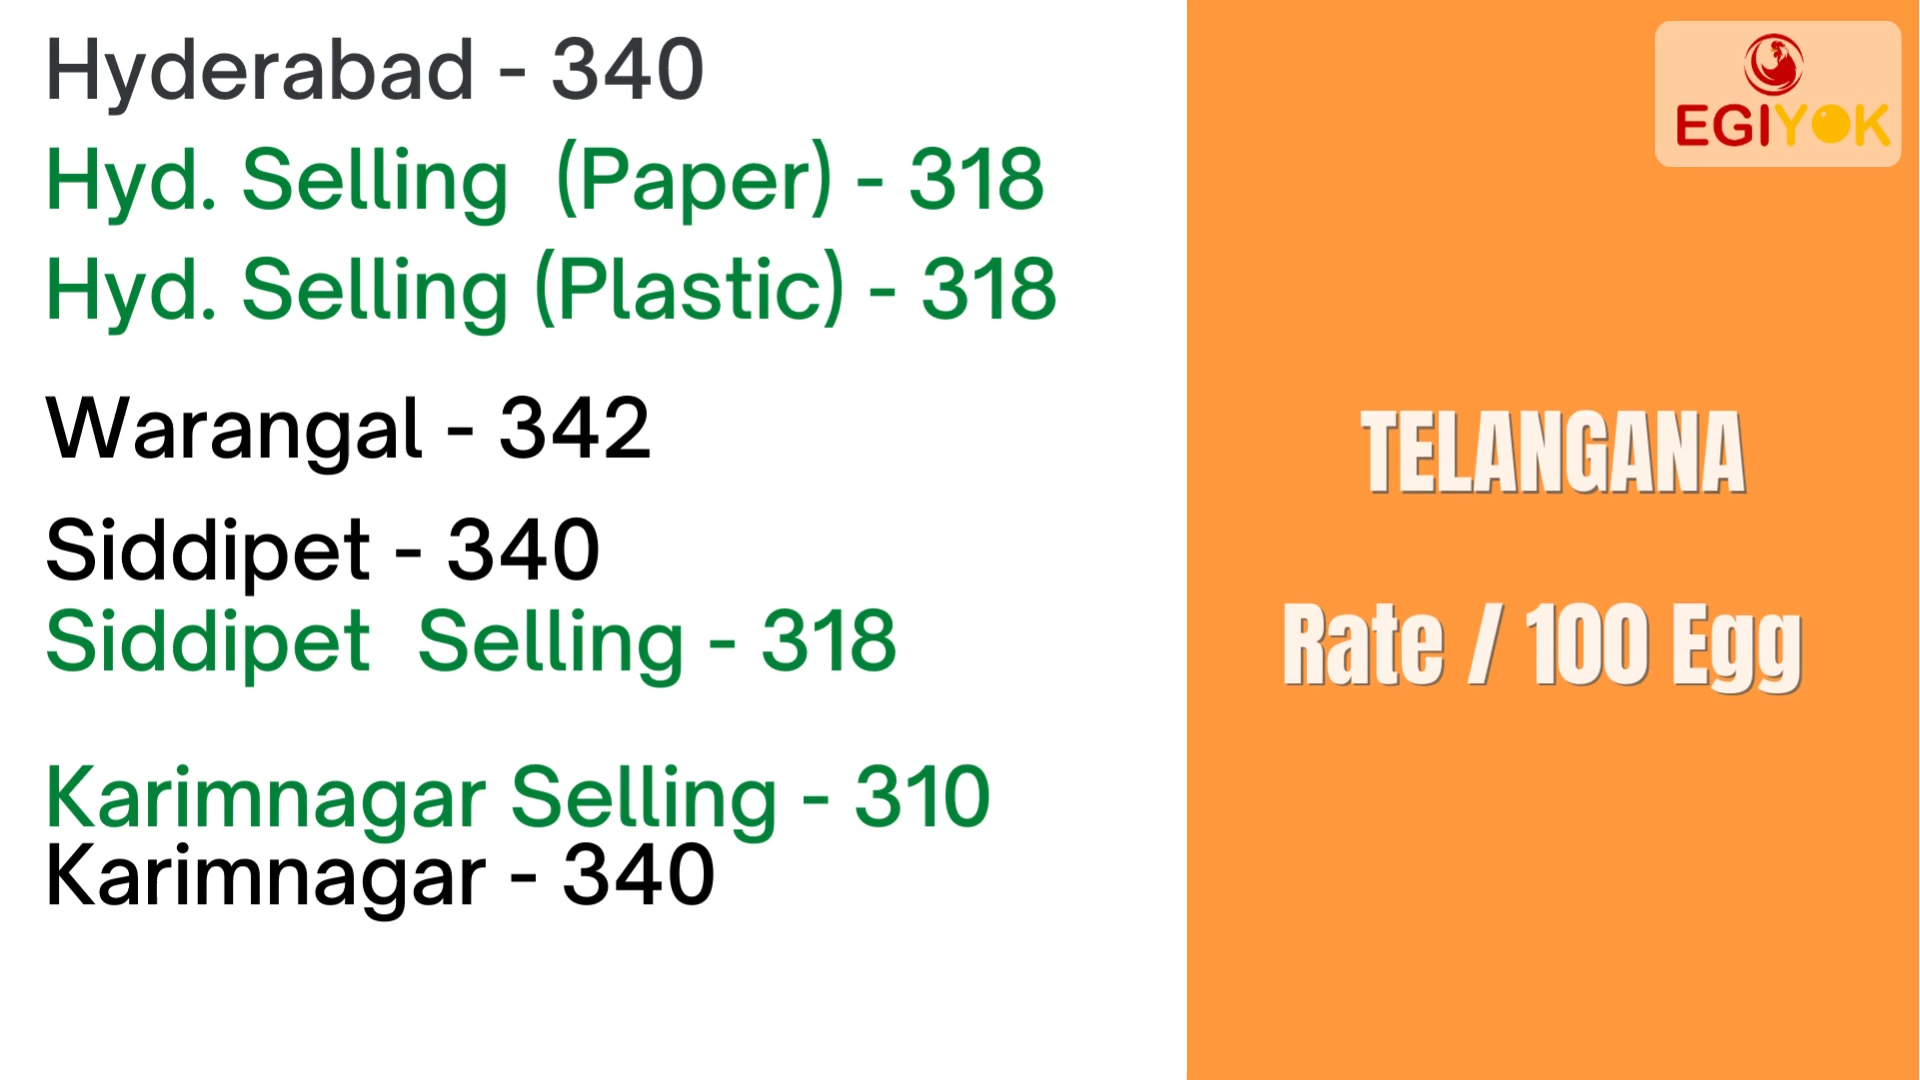 Hyderabad - 340
Hyd. Selling (Paper) - 318
Hyd. Selling (Plastic) - 318
Warangal - 342
Siddipet - 340
Siddipet Selling - 318
Karimnagar Selling - 310
Karimnagar - 340
EGIYOK
TELANGANA
Rate / 100 Egg